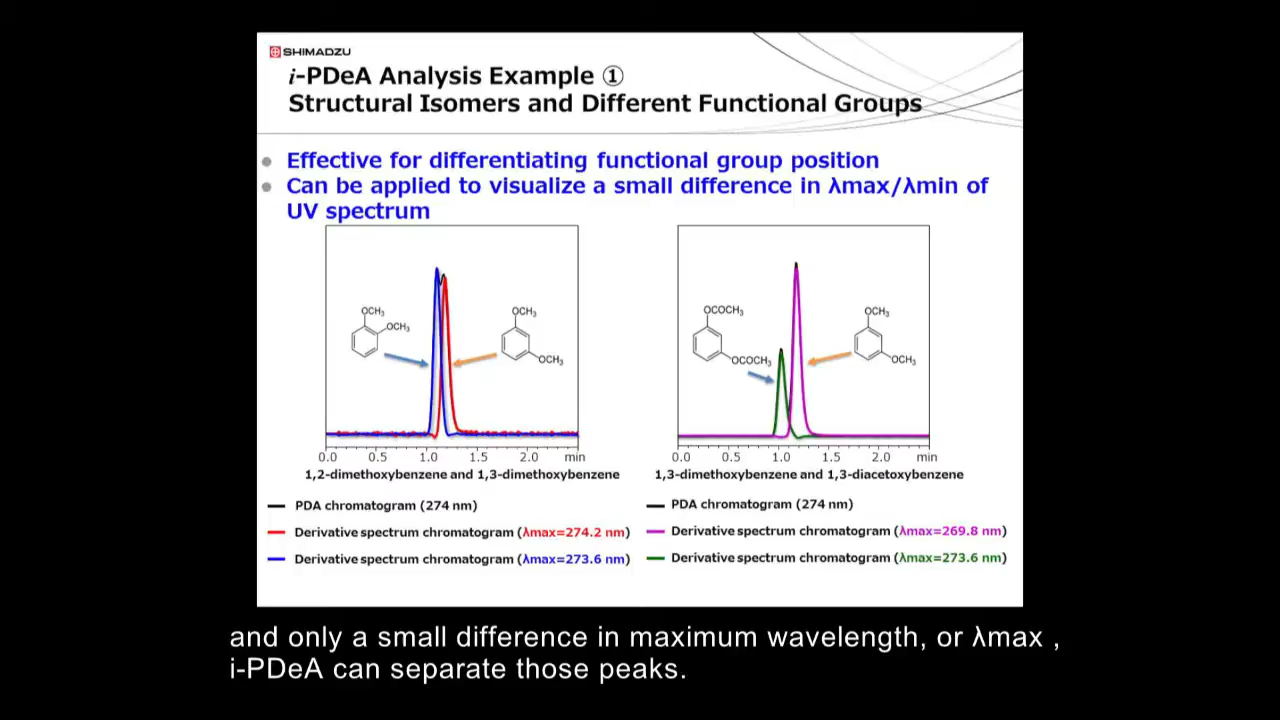 SHIMADZU
i-PDeA Analysis Example ①
Structural Isomers and Different Functional Groups
Effective for differentiating functional group position
Can be applied to visualize a small difference in λmax/λmin of
UV spectrum
OCH3
OCH3
OCH3
OCH3
0.0 0.5 1.0 1.5 2.0 min
1,2-dimethoxybenzene and 1,3-dimethoxybenzene
PDA chromatogram (274 nm)
Derivative spectrum chromatogram (λmax=274.2 nm)
Derivative spectrum chromatogram (λmax=273.6 nm)
OCOCH3
OCOCH3
OCH3
OCH3
0.0 0.5 1.0 1.5 2.0 min
1,3-dimethoxybenzene and 1,3-diacetoxybenzene
PDA chromatogram (274 nm)
Derivative spectrum chromatogram (λmax=269.8 nm)
Derivative spectrum chromatogram (λmax=273.6 nm)
and only a small difference in maximum wavelength, or λmax ,
i-PDeA can separate those peaks.